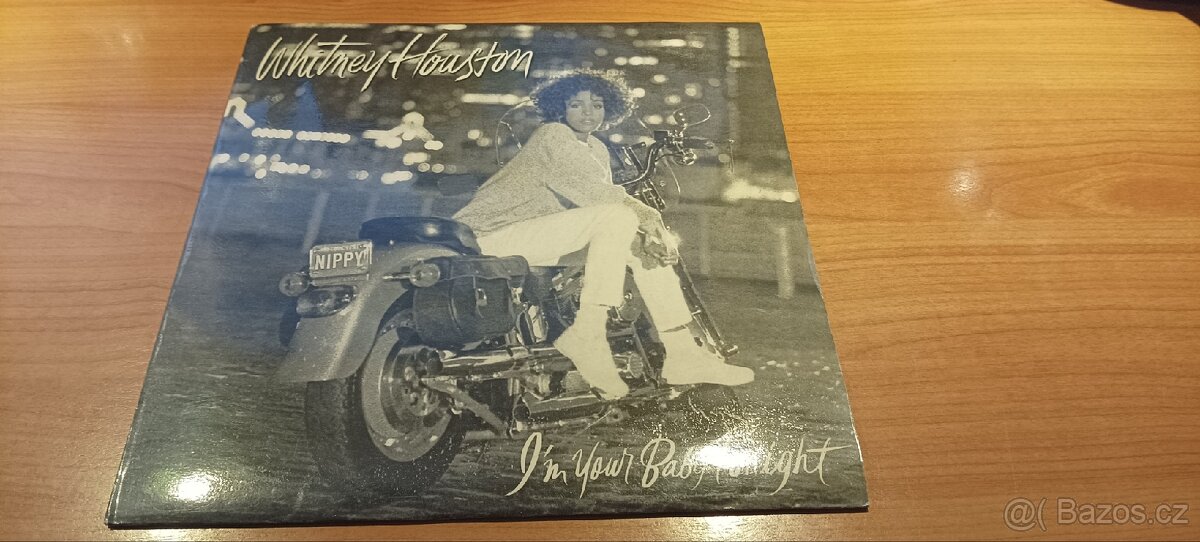 Whitney Houston
NIPPY
I'm Your Baby Tonight
@( Bazos.cz